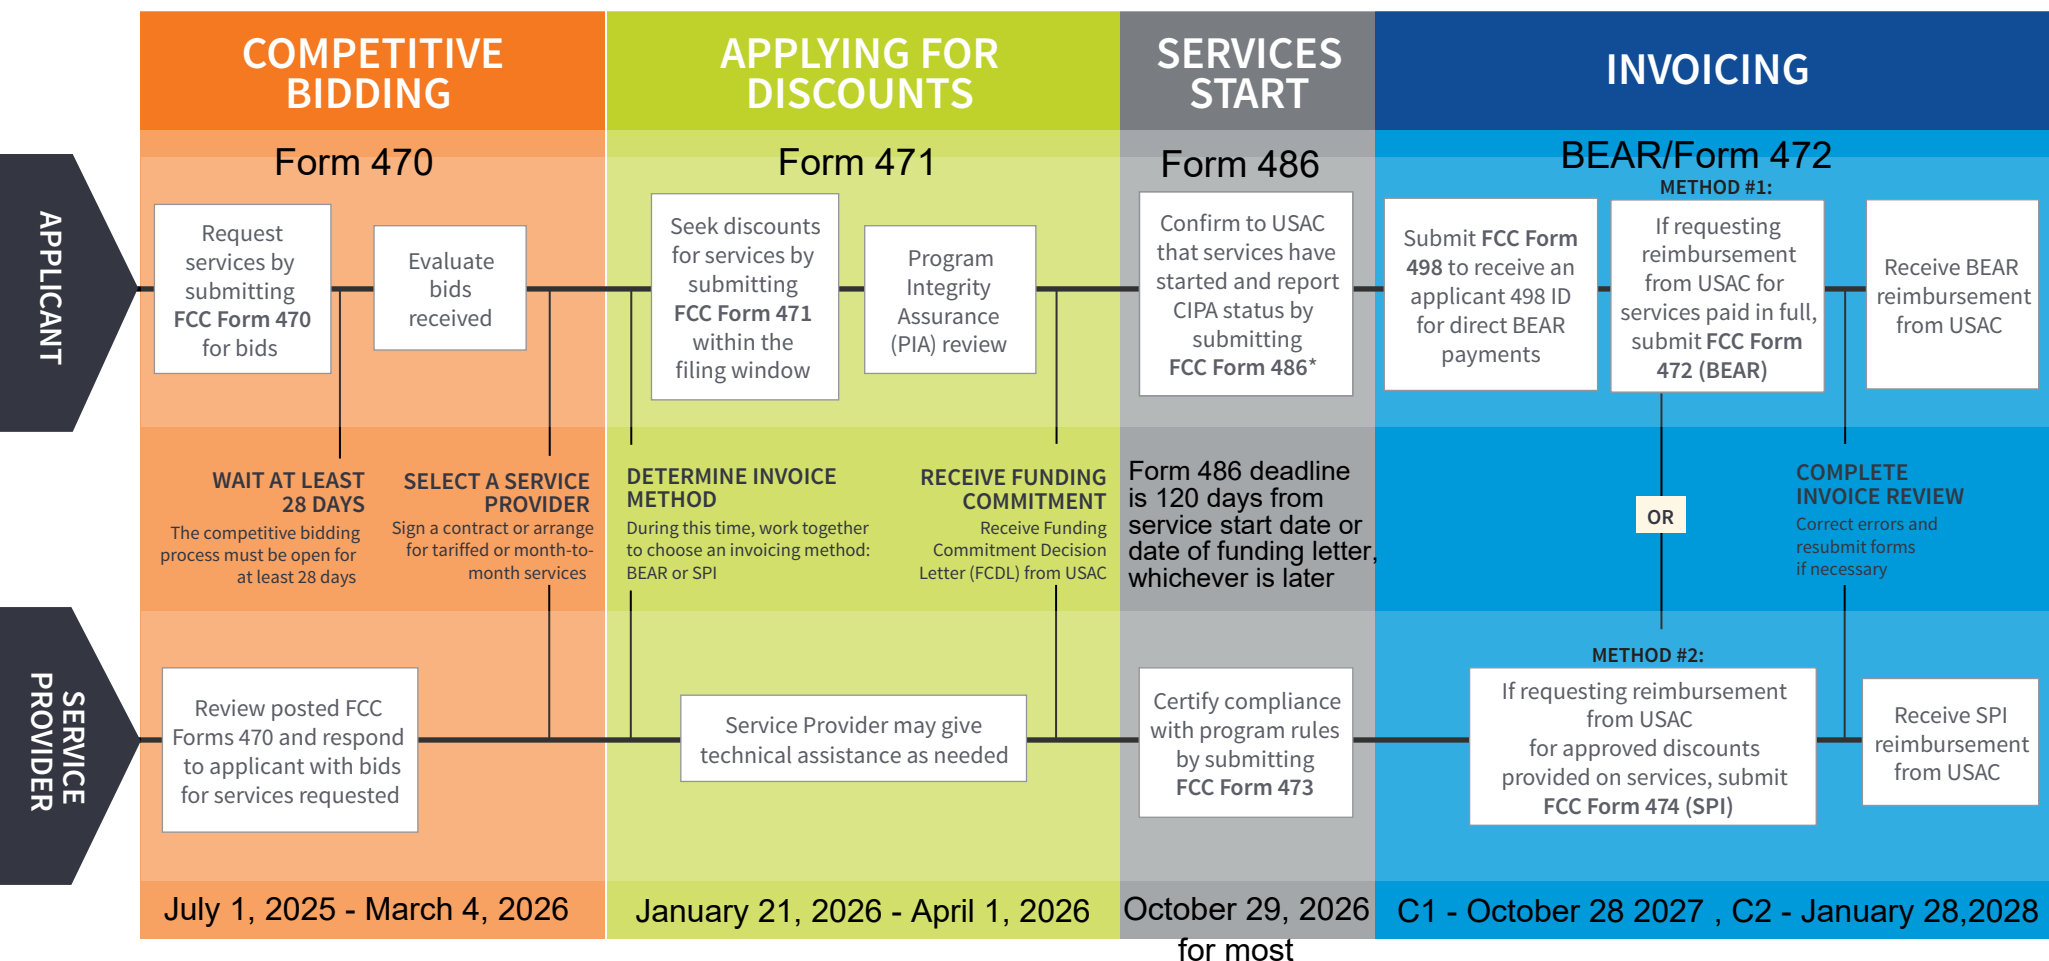 COMPETITIVE
BIDDING
APPLYING FOR
DISCOUNTS
SERVICES
START
INVOICING
APPLICANT
Form 470
Request
services by
submitting
FCC Form 470
for bids
Evaluate
bids
received
Form 471
Seek discounts
for services by
submitting
FCC Form 471
within the
filing window
Program
Integrity
Assurance
(PIA) review
Form 486
Confirm to USAC
that services have
started and report
CIPA status by
submitting
FCC Form 486*
BEAR/Form 472
METHOD #1:
Submit FCC Form
498 to receive an
applicant 498 ID
for direct BEAR
payments
If requesting
reimbursement
from USAC for
services paid in full,
submit FCC Form
472 (BEAR)
Receive BEAR
reimbursement
from USAC
WAIT AT LEAST
28 DAYS
The competitive bidding
process must be open for
at least 28 days
SELECT A SERVICE
PROVIDER
Sign a contract or arrange
for tariffed or month-to-
month services
DETERMINE INVOICE
METHOD
During this time, work together
to choose an invoicing method:
BEAR or SPI
RECEIVE FUNDING
COMMITMENT
Receive Funding
Commitment Decision
Letter (FCDL) from USAC
Form 486 deadline
is 120 days from
service start date or
date of funding letter,
whichever is later
OR
COMPLETE
INVOICE REVIEW
Correct errors and
resubmit forms
if necessary
SERVICE
PROVIDER
Review posted FCC
Forms 470 and respond
to applicant with bids
for services requested
Service Provider may give
technical assistance as needed
Certify compliance
with program rules
by submitting
FCC Form 473
METHOD #2:
If requesting reimbursement
from USAC
for approved discounts
provided on services, submit
FCC Form 474 (SPI)
Receive SPI
reimbursement
from USAC
July 1, 2025 - March 4, 2026
January 21, 2026 - April 1, 2026
October 29, 2026
for most
C1 - October 28 2027 , C2 - January 28,2028